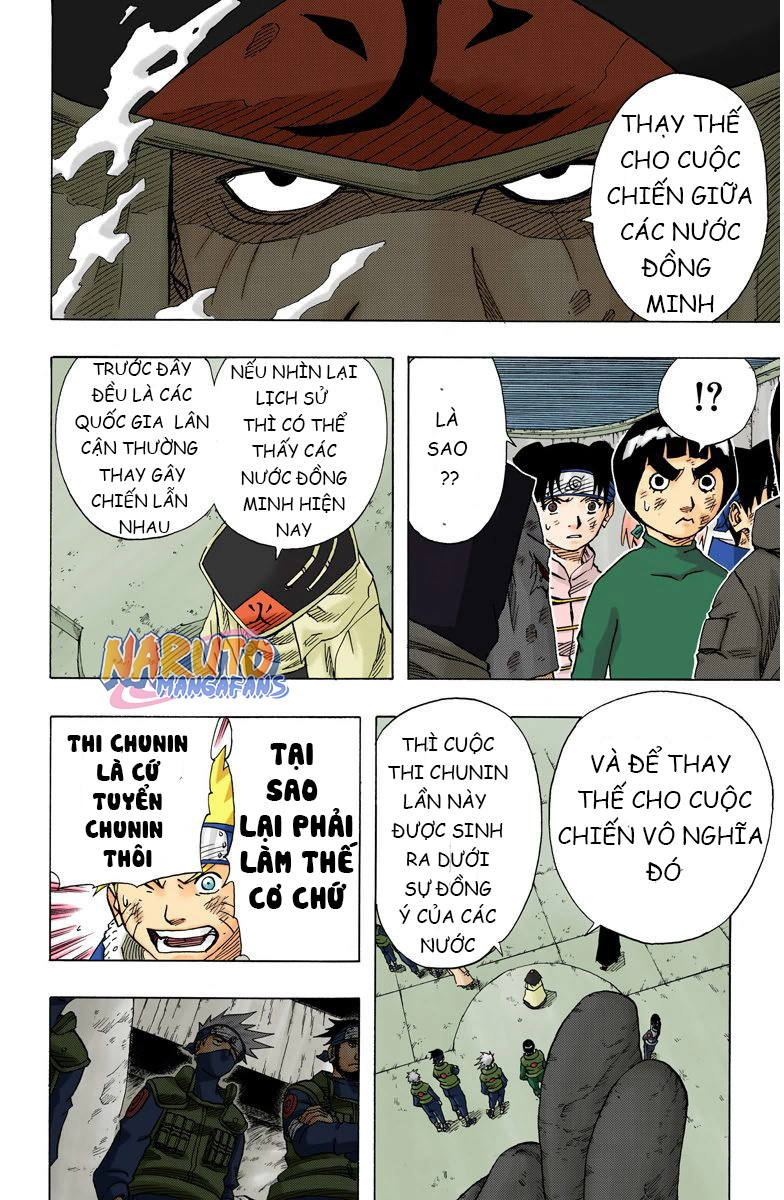 THẠY THẾ
CHO CUỘC
CHIẾN GIỮA
CÁC NƯỚC
ĐỒNG
MINH
!?
LÀ
SAO
??
NẾU NHÌN LẠI
LỊCH SỬ
THÌ CÓ THỂ
THẤY CÁC
NƯỚC ĐỒNG
MINH HIỆN
NAY
TRƯỚC ĐÂY
ĐỀU LÀ CÁC
QUỐC GIA LÂN
CẬN THƯỜNG
THAY GÂY
CHIẾN LẪN
NHAU
NARUTO
MANGAFANS
VÀ ĐỂ THAY
THẾ CHO CUỘC
CHIẾN VÔ NGHĨA
ĐÓ
THÌ CUỘC
THI CHUNIN
LẦN NÀY
ĐƯỢC SINH
RA DƯỚI
SỰ ĐỒNG
Ý CỦA CÁC
NƯỚC
TẠI
SAO
LẠI PHẢI
LÀM THẾ
CƠ CHỨ
THI CHUNIN
LÀ CỨ
TUYỂN
CHUNIN
THÔI